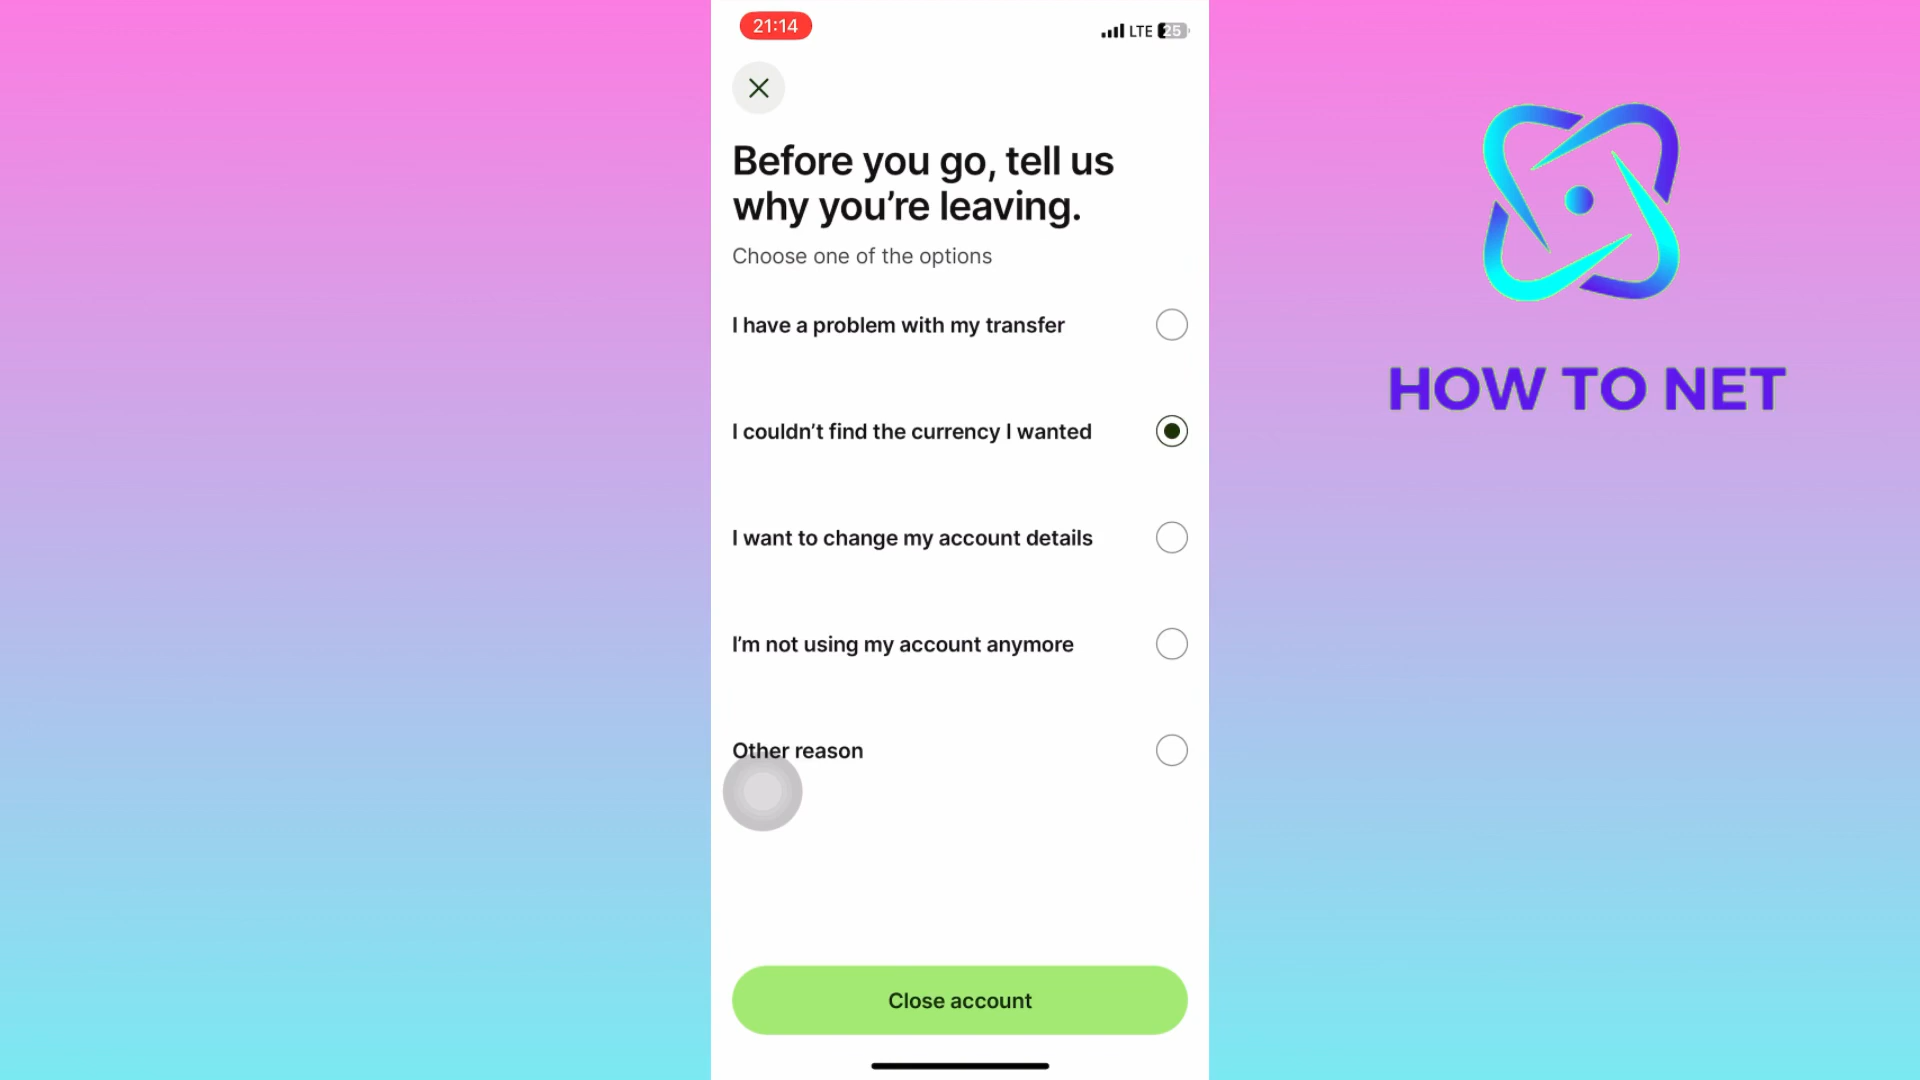 21:14
LTE 25
Before you go, tell us
why you’re leaving.
Choose one of the options
I have a problem with my transfer
I couldn’t find the currency I wanted
I want to change my account details
I’m not using my account anymore
Other reason
Close account
HOW TO NET